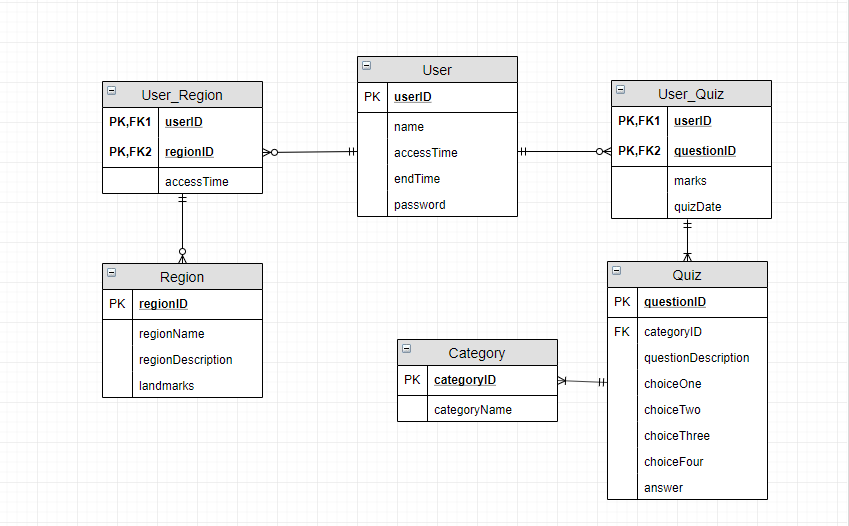 User
PK userID
name
accessTime
endTime
password
User_Region
PK,FK1 userID
PK,FK2 regionID
accessTime
User_Quiz
PK,FK1 userID
PK,FK2 questionID
marks
quizDate
Region
PK regionID
regionName
regionDescription
landmarks
Quiz
PK questionID
FK categoryID
questionDescription
choiceOne
choiceTwo
choiceThree
choiceFour
answer
Category
PK categoryID
categoryName